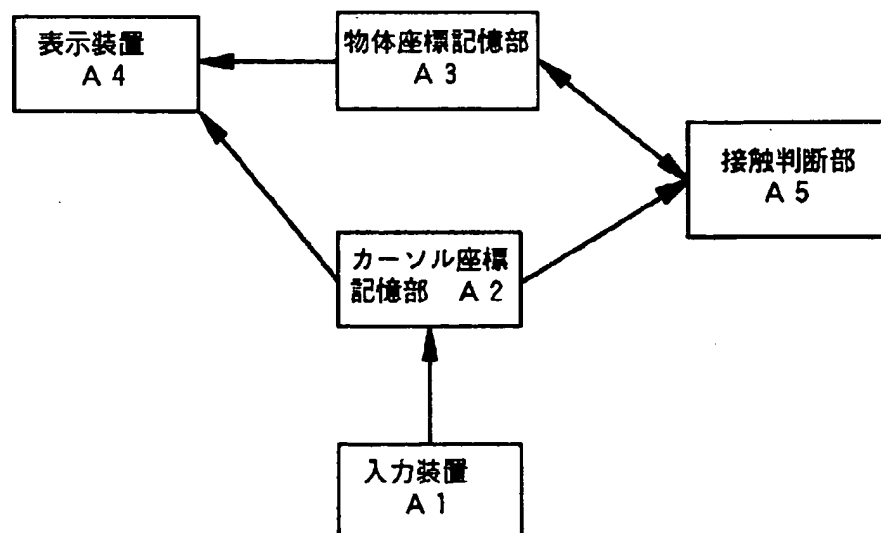 表示装置
A 4
物体座標記憶部
A 3
接触判断部
A 5
カーソル座標
記憶部 A 2
入力装置
A 1